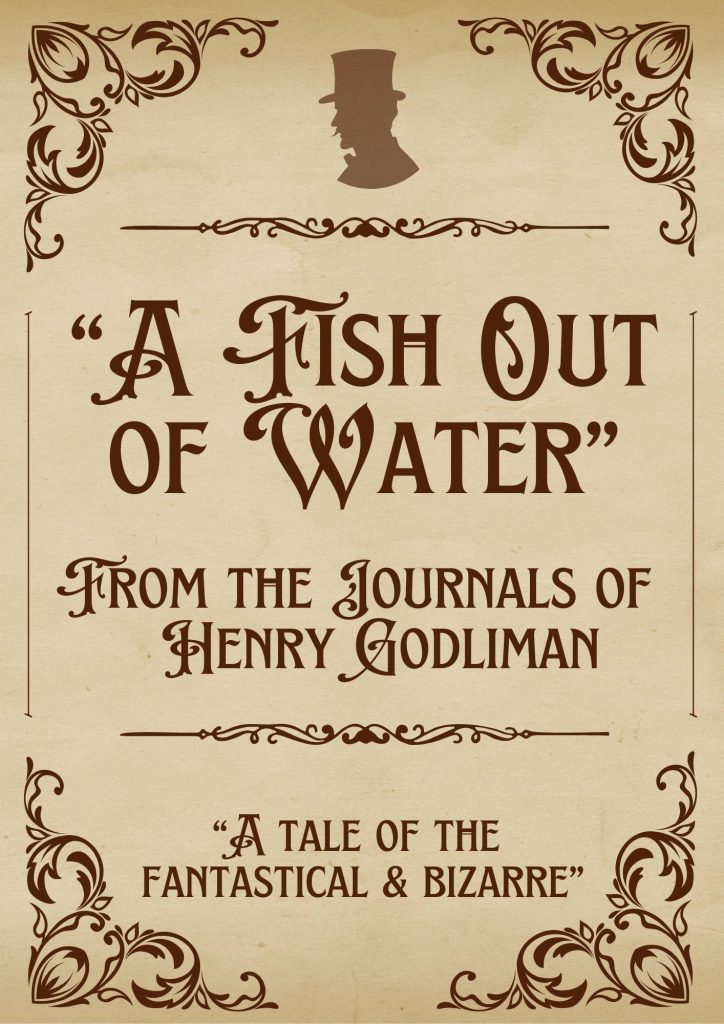 “A Fish Out
of Water”
From the Journals of
Henry Godliman
“A tale of the
fantastical & bizarre”